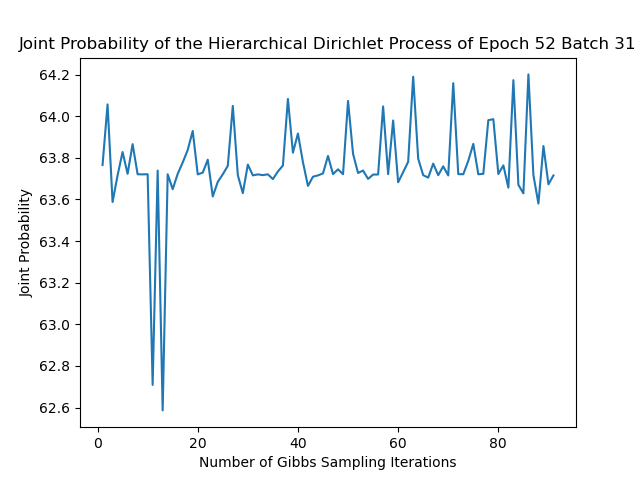 Joint Probability of the Hierarchical Dirichlet Process of Epoch 52 Batch 31
64.2
64.0
63.8
63.6
63.4
63.2
63.0
62.8
62.6
Joint Probability
0 20 40 60 80
Number of Gibbs Sampling Iterations